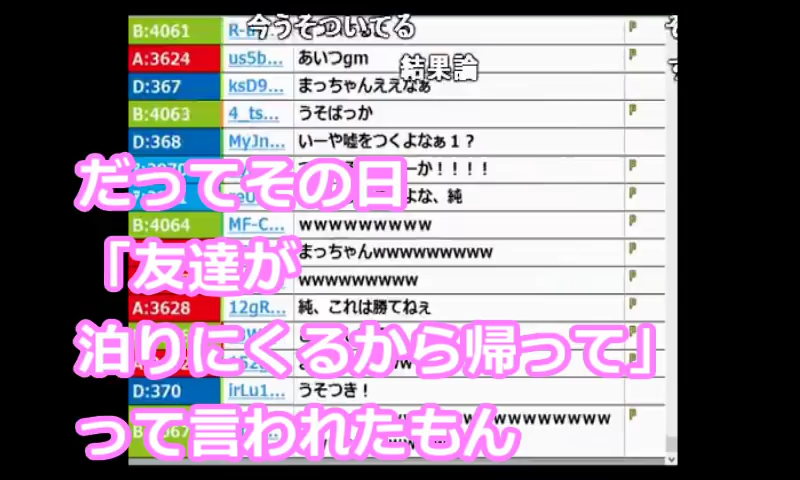 今うそついてる
B:4061 R-B
A:3624 us5b... あいつgm
結果論
D:367 ksD9... まっちゃんええなぁ
B:4063 4_ts... うそばっか
D:368 MyJn... いーや嘘をつくよなぁ1？
ーか！！！！
よな、純
B:4064 MF-C... wwwwwwwww
まっちゃんwwwwwwwww
wwwwwwwww
A:3628 12gR... 純、これは勝てねぇ
D:370 irLu1... うそつき！
wwwwwwwww
だってその日
「友達が
泊りにくるから帰って」
って言われたもん